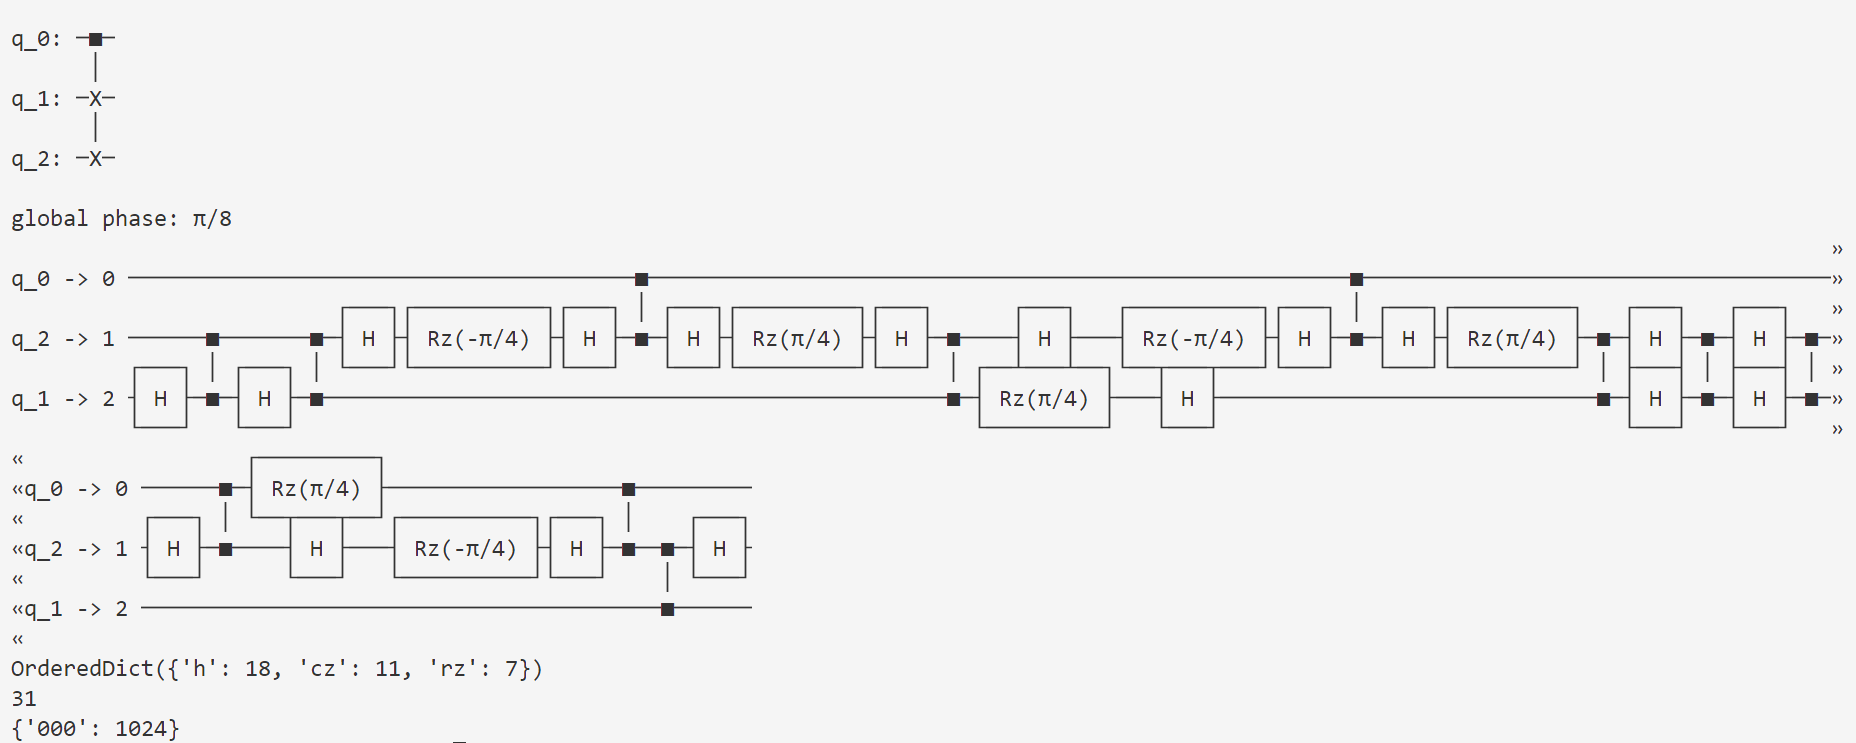 q_0: ─■─
      │
q_1: ─X─
      │
q_2: ─X─
global phase: π/8
»
q_0 -> 0 ■ ■ »
»
q_2 -> 1 ■ ■ H Rz(-π/4) H ■ H Rz(π/4) H ■ H Rz(-π/4) H ■ H Rz(π/4) ■ H ■ H ■ »
»
q_1 -> 2 H ■ H ■ ■ Rz(π/4) H ■ H ■ H ■ »
»
«
«q_0 -> 0 ■ Rz(π/4) ■
«
«q_2 -> 1 H ■ H Rz(-π/4) H ■ ■ H
«
«q_1 -> 2 ■
«
OrderedDict({'h': 18, 'cz': 11, 'rz': 7})
31
{'000': 1024}